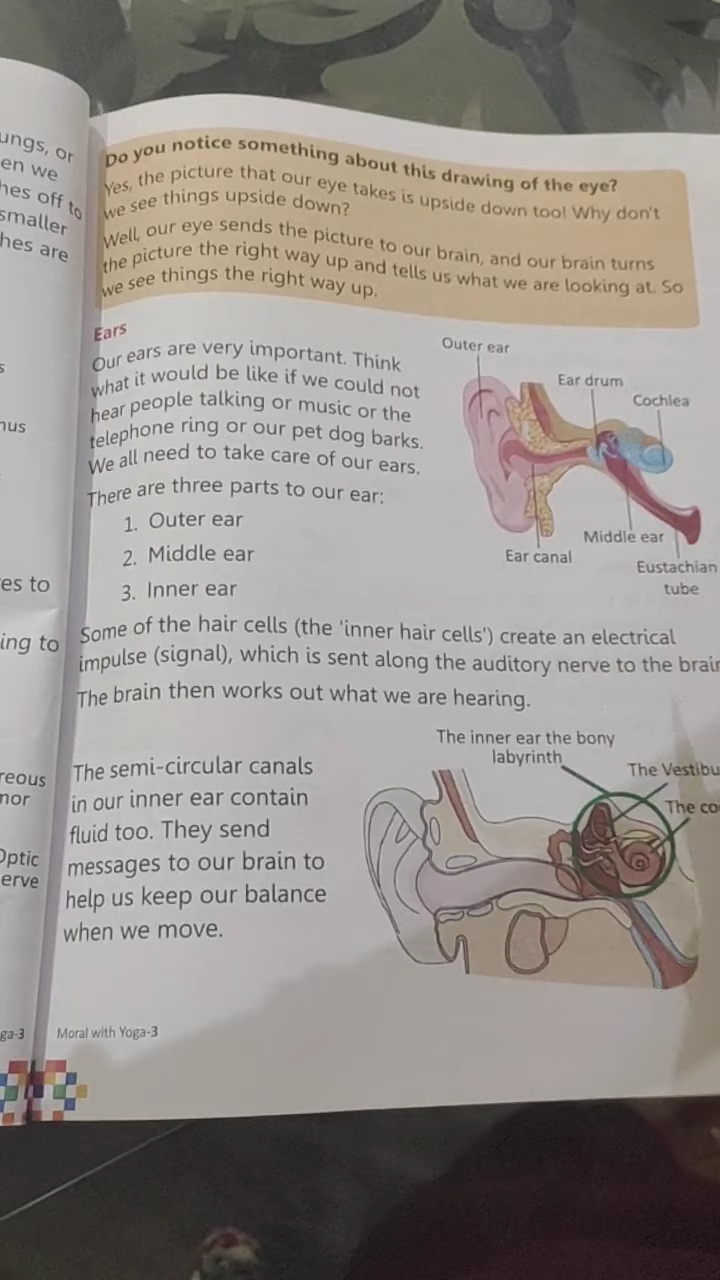 ungs, or
en we
hes off to
smaller
hes are
s
nus
es to
ing to
reous
mor
Optic
erve
ga-3
Do you notice something about this drawing of the eye?
Yes, the picture that our eye takes is upside down too! Why don't
we see things upside down?
Well, our eye sends the picture to our brain, and our brain turns
the picture the right way up and tells us what we are looking at. So
we see things the right way up.
Ears
Our ears are very important. Think
what it would be like if we could not
hear people talking or music or the
telephone ring or our pet dog barks.
We all need to take care of our ears.
There are three parts to our ear:
1. Outer ear
2. Middle ear
3. Inner ear
Outer ear
Ear drum
Cochlea
Middle ear
Ear canal
Eustachian
tube
Some of the hair cells (the 'inner hair cells') create an electrical
impulse (signal), which is sent along the auditory nerve to the brain
The brain then works out what we are hearing.
The semi-circular canals
in our inner ear contain
fluid too. They send
messages to our brain to
help us keep our balance
when we move.
The inner ear the bony
labyrinth
The Vestibu
The co
Moral with Yoga-3